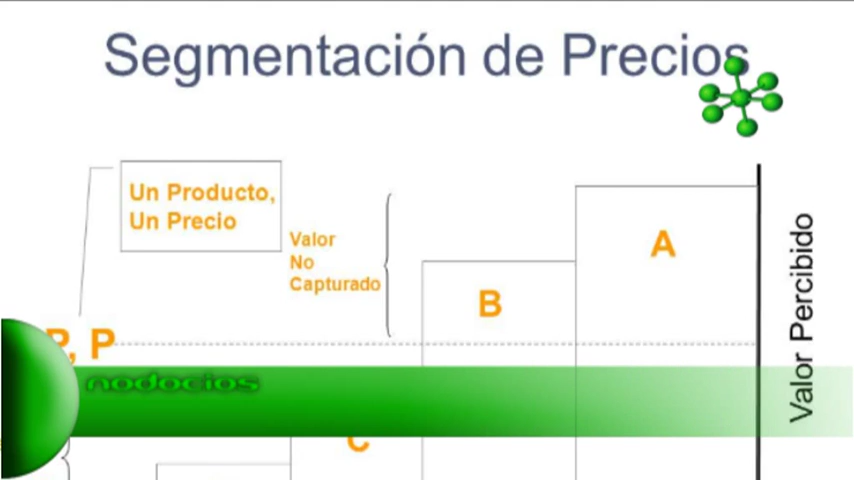 Segmentación de Precios
Un Producto,
Un Precio
Valor
No
Capturado
A
B
P, P
nodocios
C
Valor Percibido